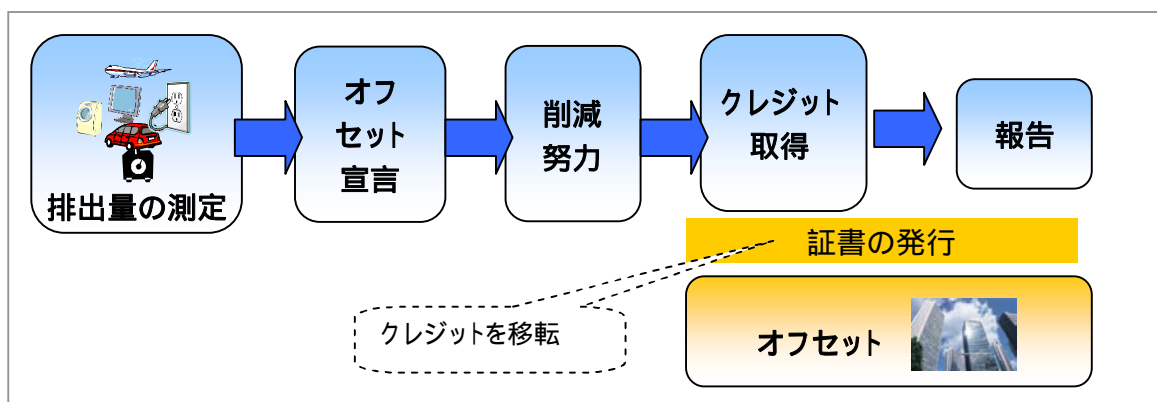 排出量の測定
オフ
セット
宣言
削減
努力
クレジット
取得
報告
証書の発行
クレジットを移転
オフセット